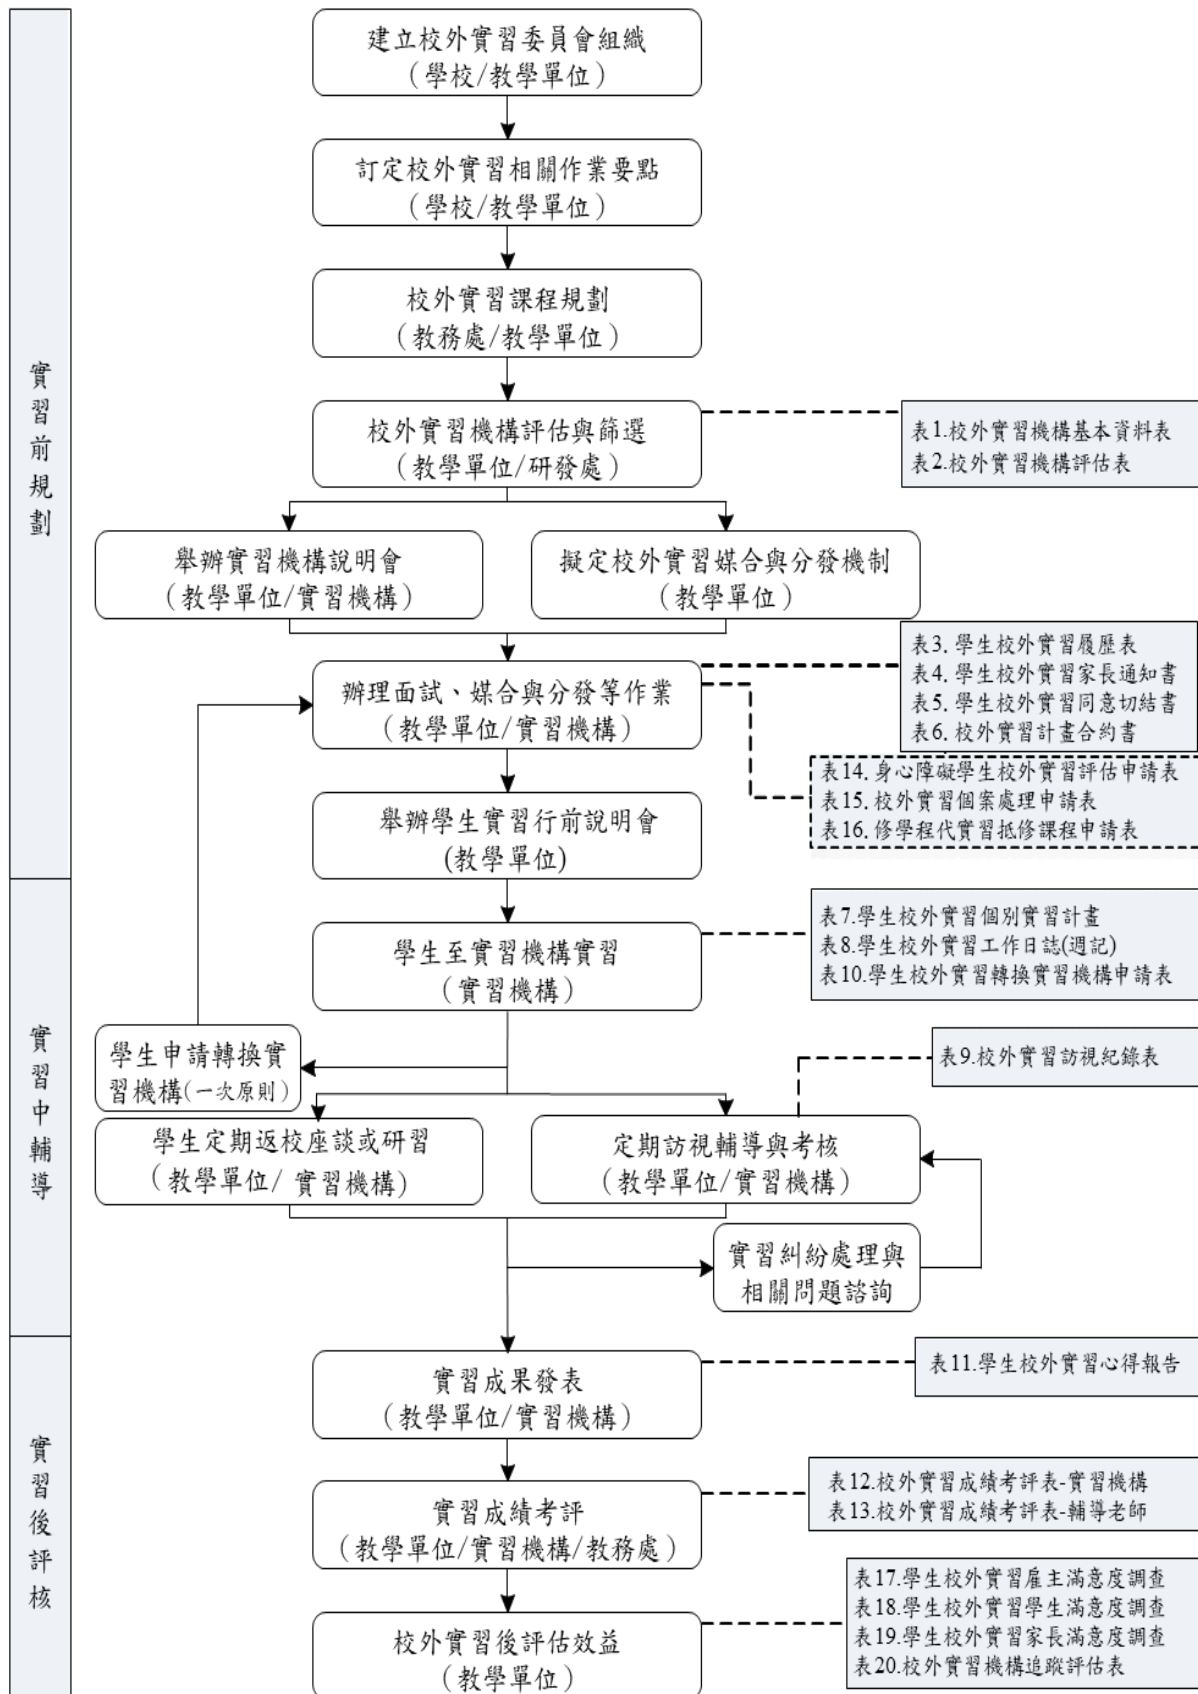 實習前規劃
建立校外實習委員會組織
(學校/教學單位)
訂定校外實習相關作業要點
(學校/教學單位)
校外實習課程規劃
(教務處/教學單位)
校外實習機構評估與篩選
(教學單位/研發處)
表1.校外實習機構基本資料表
表2.校外實習機構評估表
舉辦實習機構說明會
(教學單位/實習機構)
擬定校外實習媒合與分發機制
(教學單位)
辦理面試、媒合與分發等作業
(教學單位/實習機構)
表3.學生校外實習履歷表
表4.學生校外實習家長通知書
表5.學生校外實習同意切結書
表6.校外實習計畫合約書
表14.身心障礙學生校外實習評估申請表
表15.校外實習個案處理申請表
表16.修學程代實習抵修課程申請表
舉辦學生實習行前說明會
(教學單位)
實習中輔導
學生至實習機構實習
(實習機構)
表7.學生校外實習個別實習計畫
表8.學生校外實習工作日誌(週記)
表10.學生校外實習轉換實習機構申請表
學生申請轉換實
習機構(一次原則)
表9.校外實習訪視紀錄表
學生定期返校座談或研習
(教學單位/ 實習機構)
定期訪視輔導與考核
(教學單位/實習機構)
實習糾紛處理與
相關問題諮詢
實習後評核
實習成果發表
(教學單位/實習機構)
表11.學生校外實習心得報告
實習成績考評
(教學單位/實習機構/教務處)
表12.校外實習成績考評表-實習機構
表13.校外實習成績考評表-輔導老師
校外實習後評估效益
(教學單位)
表17.學生校外實習雇主滿意度調查
表18.學生校外實習學生滿意度調查
表19.學生校外實習家長滿意度調查
表20.校外實習機構追蹤評估表